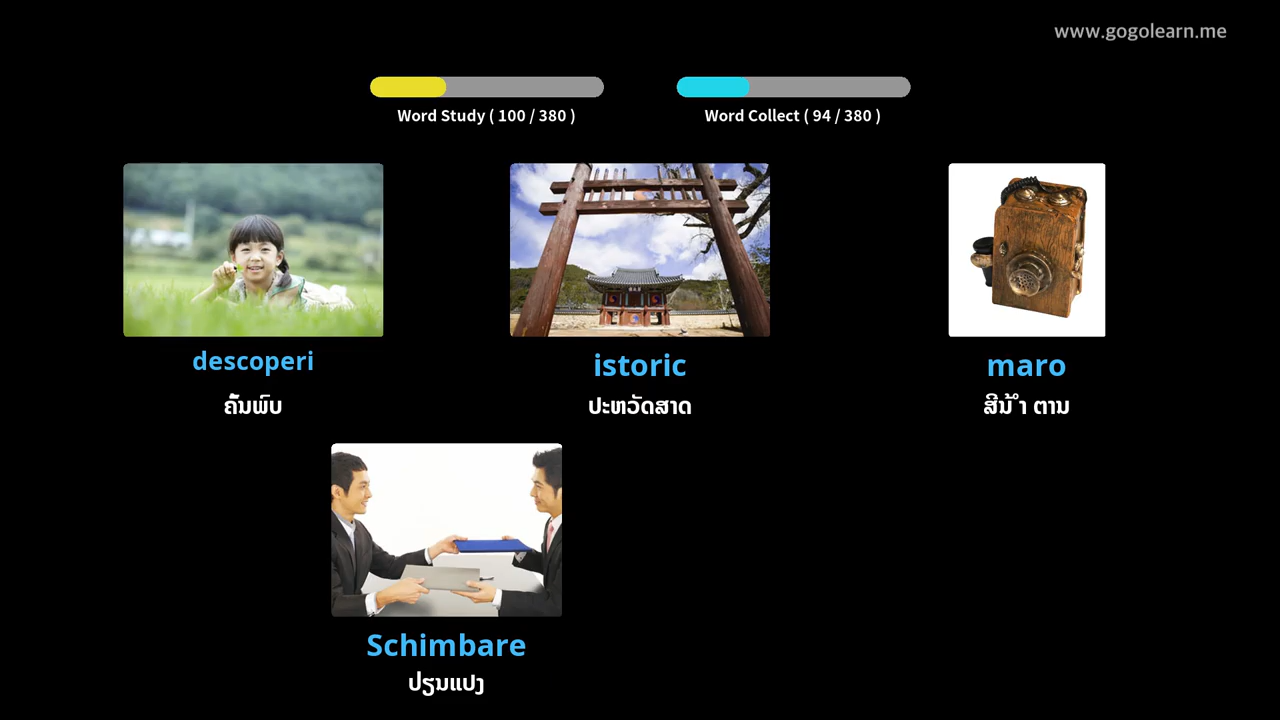 www.gogolearn.me
Word Study ( 100 / 380 )
Word Collect ( 94 / 380 )
descoperi
ຄົ້ນພົບ
istoric
ປະຫວັດສາດ
maro
ສີນ້ ຳ ຕານ
Schimbare
ປ່ຽນແປງ